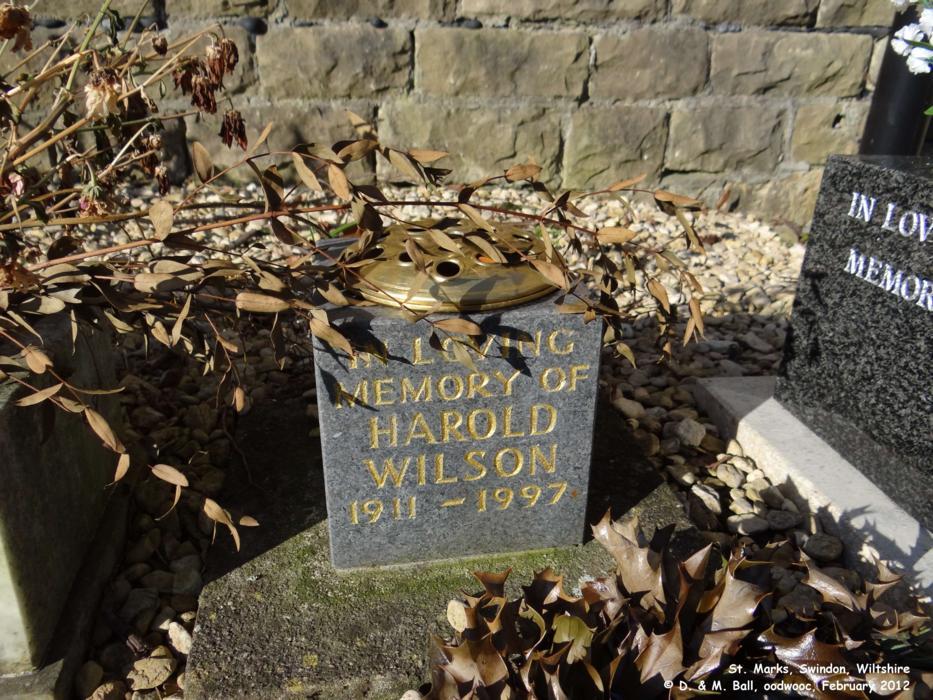 IN LOVING
MEMORY OF
HAROLD
WILSON
1911 – 1997.
IN LOV
MEMOR
St. Marks, Swindon, Wiltshire
© D. & M. Ball, oodwooc, February 2012